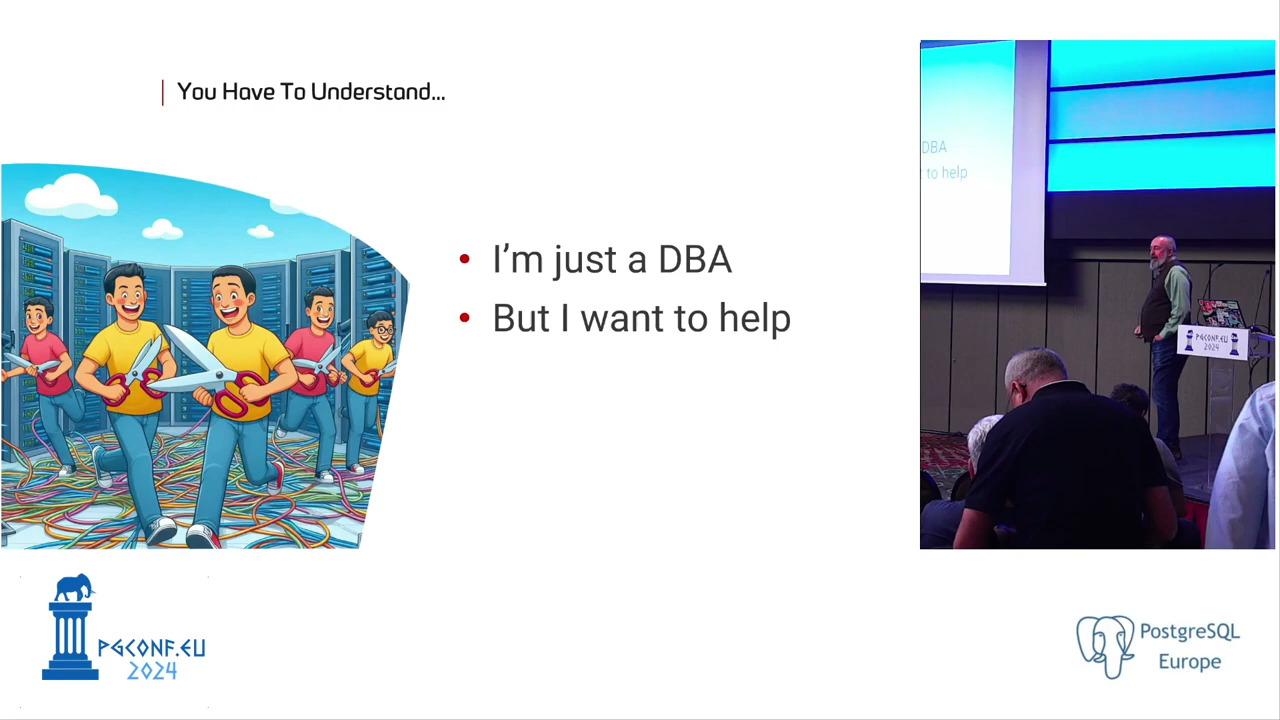 You Have To Understand...
• I'm just a DBA
• But I want to help
DBA
to help
PGCONF.EU
2024
PGCONF.EU
2024
PostgreSQL
Europe